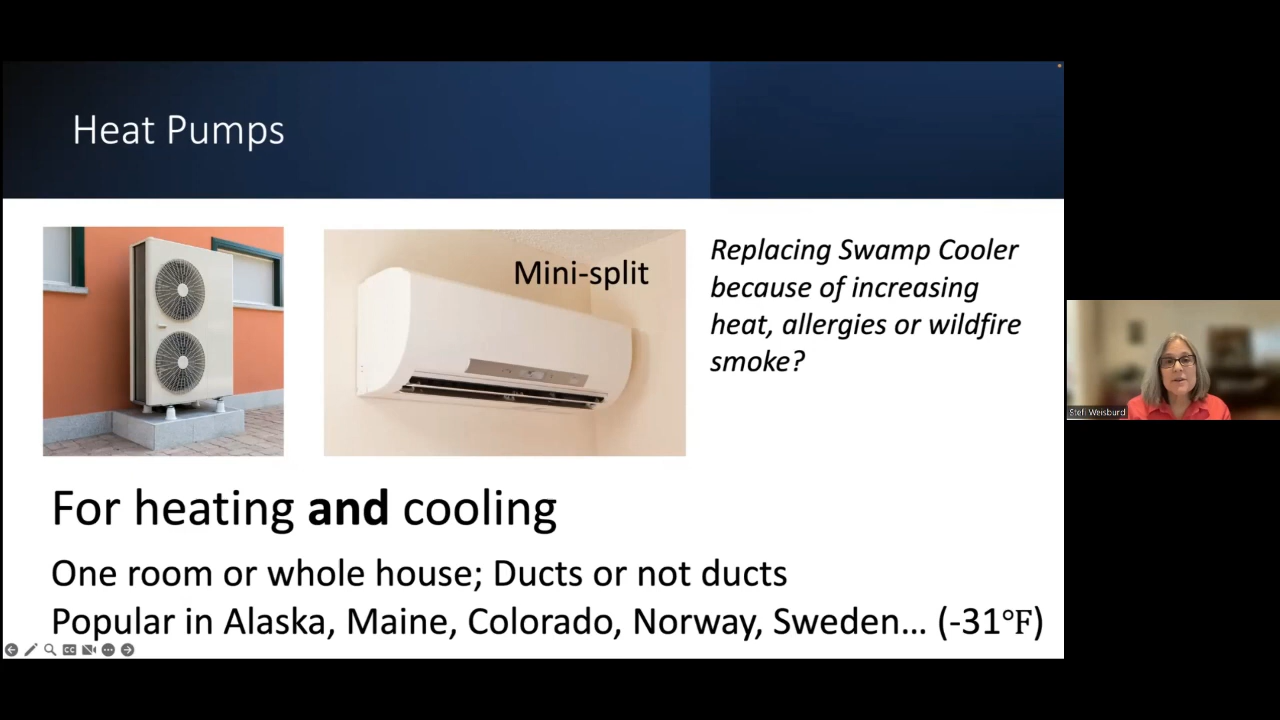 Heat Pumps
Mini-split
Replacing Swamp Cooler
because of increasing
heat, allergies or wildfire
smoke?
For heating and cooling
One room or whole house; Ducts or not ducts
Popular in Alaska, Maine, Colorado, Norway, Sweden… (-31°F)
CC
Stefi Weisburd